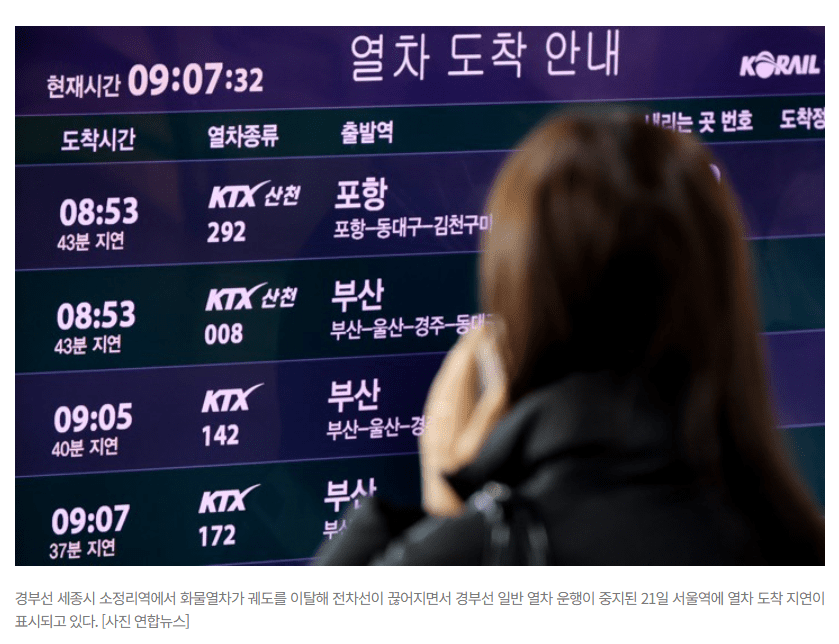 현재시간 09:07:32
열차 도착 안내
KORAIL
도착시간 열차종류 출발역 내리는 곳 번호
08:53 KTX산천 포항
43분 지연 292 포항–동대구–김천구미
08:53 KTX산천 부산
43분 지연 008 부산–울산–경주–동대구
09:05 KTX 부산
40분 지연 142 부산–울산–경
09:07 KTX 부산
37분 지연 172 부
경부선 세종시 소정리역에서 화물열차가 궤도를 이탈해 전차선이 끊어지면서 경부선 일반 열차 운행이 중지된 21일 서울역에 열차 도착 지연이
표시되고 있다. [사진 연합뉴스]